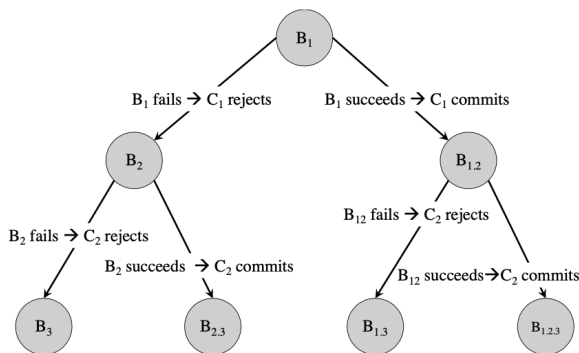 B₁
B₁ fails → C₁ rejects
B₁ succeeds → C₁ commits
B₂
B₁.₂
B₂ fails → C₂ rejects
B₁₂ fails → C₂ rejects
B₂ succeeds → C₂ commits
B₁₂ succeeds→C₂ commits
B₃
B₂.₃
B₁.₃
B₁.₂.₃